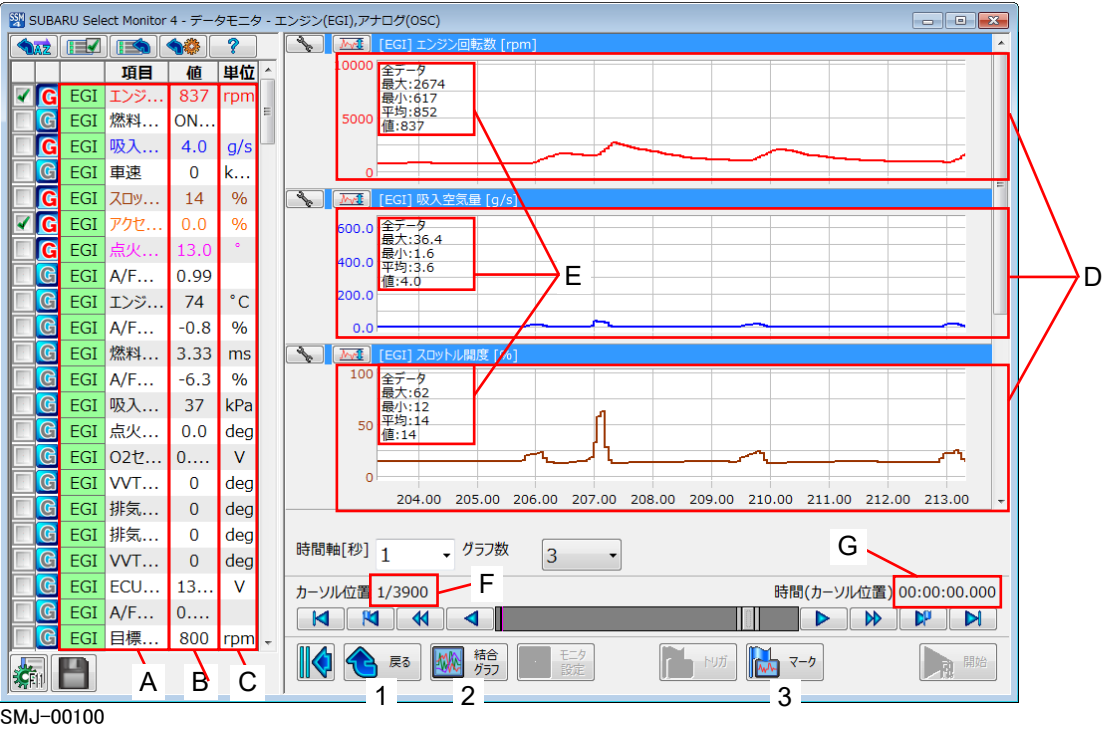 SSM4 SUBARU Select Monitor 4 - データモニタ - エンジン(EGI),アナログ(OSC)
AZ ?
項目 値 単位
G EGI エンジ... 837 rpm
G EGI 燃料... ON...
G EGI 吸入... 4.0 g/s
G EGI 車速 0 k...
G EGI スロッ... 14 %
G EGI アクセ... 0.0 %
G EGI 点火... 13.0 °
G EGI A/F... 0.99
G EGI エンジ... 74 °C
G EGI A/F... -0.8 %
G EGI 燃料... 3.33 ms
G EGI A/F... -6.3 %
G EGI 吸入... 37 kPa
G EGI 点火... 0.0 deg
G EGI O2セ... 0.... V
G EGI VVT... 0 deg
G EGI 排気... 0 deg
G EGI 排気... 0 deg
G EGI VVT... 0 deg
G EGI ECU... 13... V
G EGI A/F... 0....
G EGI 目標... 800 rpm
F11
A B C
[EGI] エンジン回転数 [rpm]
10000
5000
0
全データ
最大:2674
最小:617
平均:852
値:837
[EGI] 吸入空気量 [g/s]
600.0
400.0
200.0
0.0
全データ
最大:36.4
最小:1.6
平均:3.6
値:4.0
E
D
[EGI] スロットル開度 [%]
100
50
0
全データ
最大:62
最小:12
平均:14
値:14
204.00 205.00 206.00 207.00 208.00 209.00 210.00 211.00 212.00 213.00
時間軸[秒] 1 グラフ数 3
G
カーソル位置 1/3900 F 時間(カーソル位置) 00:00:00.000
戻る
結合
グラフ
モニタ
設定
トリガ
マーク
開始
1 2 3
SMJ-00100